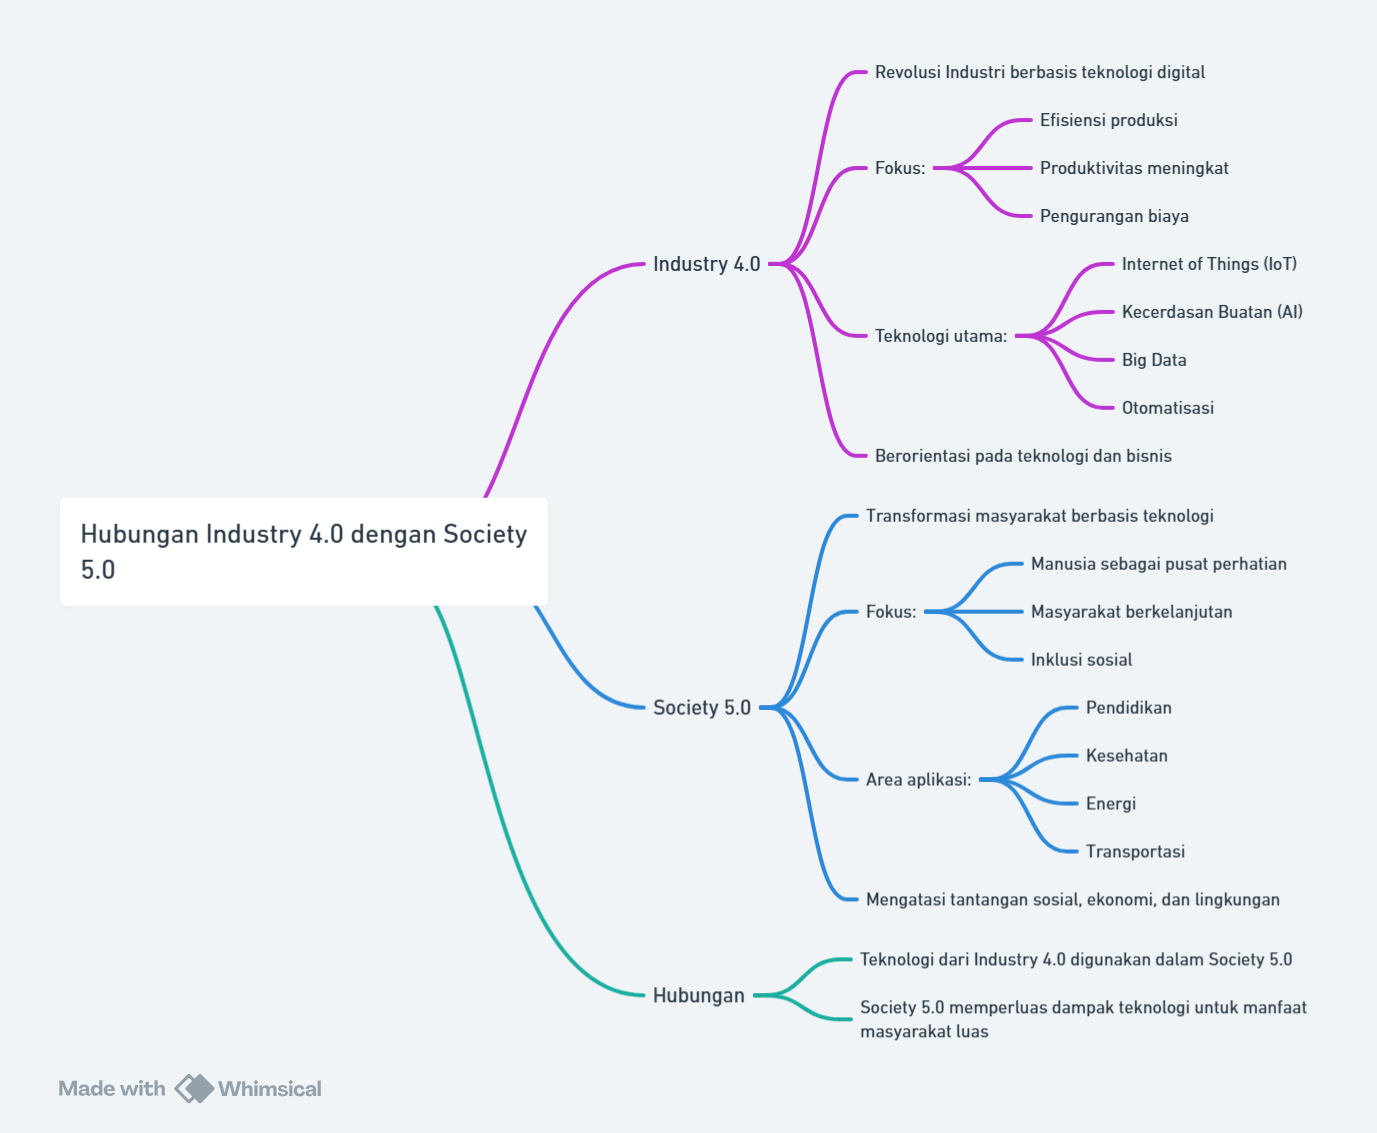 Hubungan Industry 4.0 dengan Society
5.0
Industry 4.0
Revolusi Industri berbasis teknologi digital
Fokus:
Efisiensi produksi
Produktivitas meningkat
Pengurangan biaya
Teknologi utama:
Internet of Things (IoT)
Kecerdasan Buatan (AI)
Big Data
Otomatisasi
Berorientasi pada teknologi dan bisnis
Society 5.0
Transformasi masyarakat berbasis teknologi
Fokus:
Manusia sebagai pusat perhatian
Masyarakat berkelanjutan
Inklusi sosial
Area aplikasi:
Pendidikan
Kesehatan
Energi
Transportasi
Mengatasi tantangan sosial, ekonomi, dan lingkungan
Hubungan
Teknologi dari Industry 4.0 digunakan dalam Society 5.0
Society 5.0 memperluas dampak teknologi untuk manfaat
masyarakat luas
Made with Whimsical